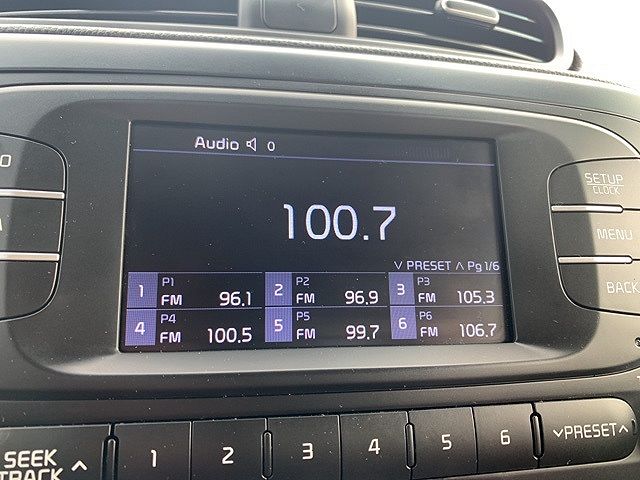 Audio 0
100.7
∨ PRESET ∧ Pg 1/6
1 P1 FM 96.1 2 P2 FM 96.9 3 P3 FM 105.3
4 P4 FM 100.5 5 P5 FM 99.7 6 P6 FM 106.7
SETUP
CLOCK
MENU
BACK
SEEK ∧
TRACK
1 2 3 4 5 6 ∨PRESET∧